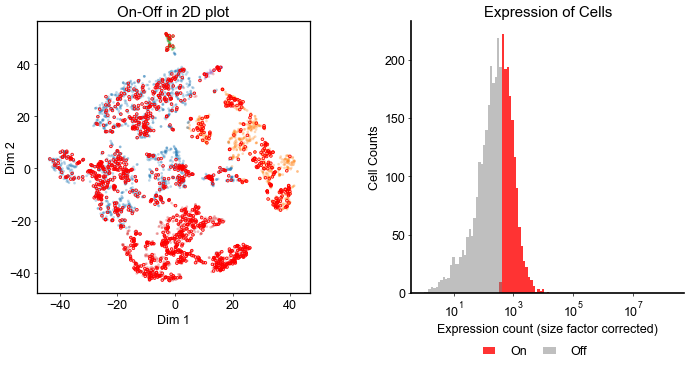 On-Off in 2D plot
40
20
0
−20
−40
−40 −20 0 20 40
Dim 2
Dim 1
Expression of Cells
200
150
100
50
0
10^1 10^3 10^5 10^7
Cell Counts
Expression count (size factor corrected)
On Off